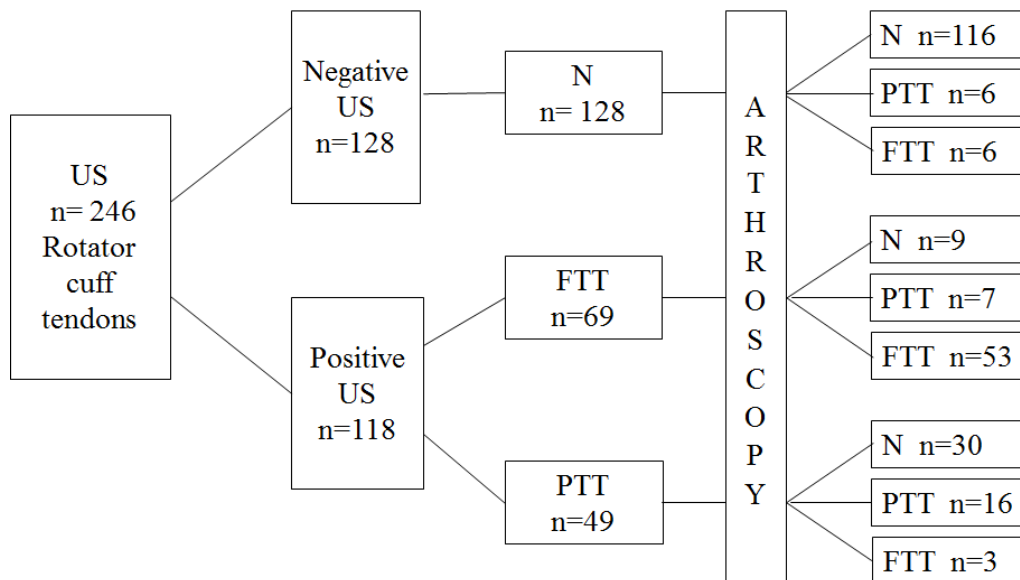 US
n= 246
Rotator
cuff
tendons
Negative
US
n=128
Positive
US
n=118
N
n= 128
FTT
n=69
PTT
n=49
A
R
T
H
R
O
S
C
O
P
Y
N n=116
PTT n=6
FTT n=6
N n=9
PTT n=7
FTT n=53
N n=30
PTT n=16
FTT n=3